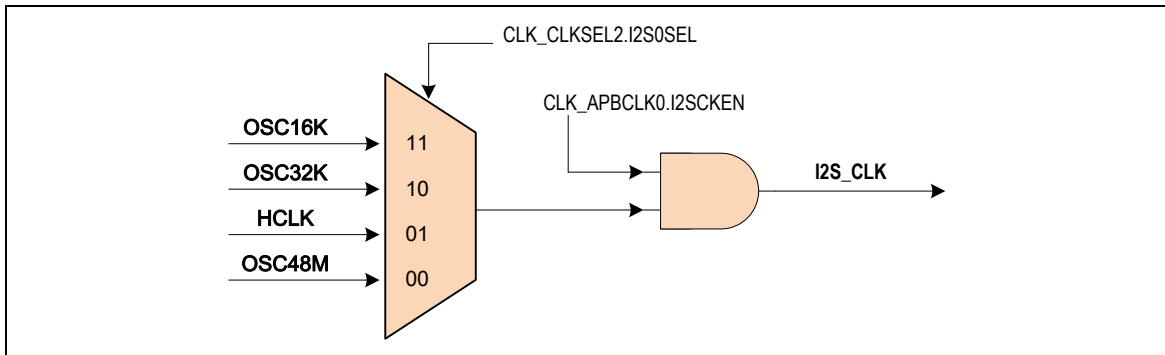 CLK_CLKSEL2.I2S0SEL
CLK_APBCLK0.I2SCKEN
OSC16K
11
I2S_CLK
OSC32K
10
HCLK
01
OSC48M
00